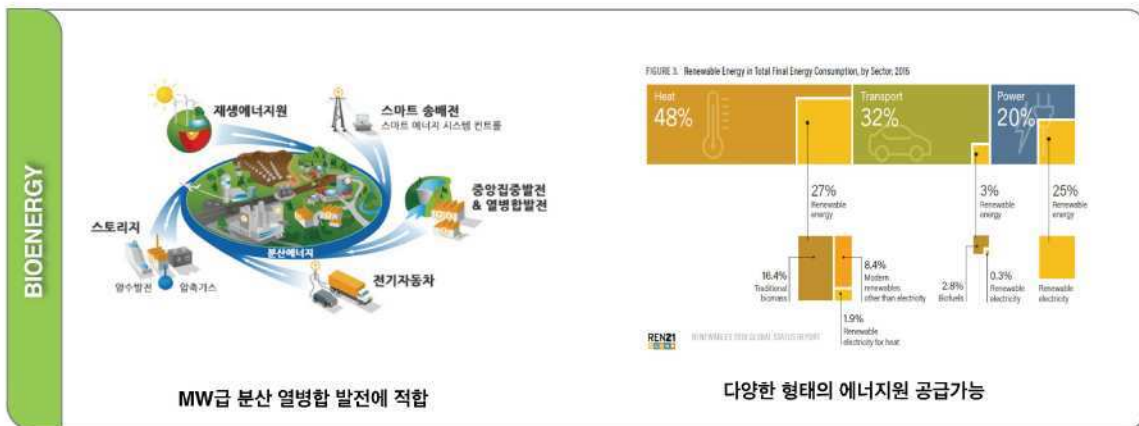 BIOENERGY
재생에너지원
스마트 송배전
스마트 에너지 시스템 컨트롤
중앙집중발전
& 열병합발전
스토리지
양수발전 압축가스
분산에너지
전기자동차
MW급 분산 열병합 발전에 적합
FIGURE 3. Renewable Energy in Total Final Energy Consumption, by Sector, 2015
Heat
48%
Transport
32%
Power
20%
27%
Renewable
energy
3%
Renewable
energy
25%
Renewable
energy
16.4%
Traditional
biomass
8.4%
Modern
renewables
other than electricity
1.9%
Renewable
electricity for heat
2.8%
Biofuels
0.3%
Renewable
electricity
Renewable
electricity
REN21
RENEWABLES 2018 GLOBAL STATUS REPORT
다양한 형태의 에너지원 공급가능